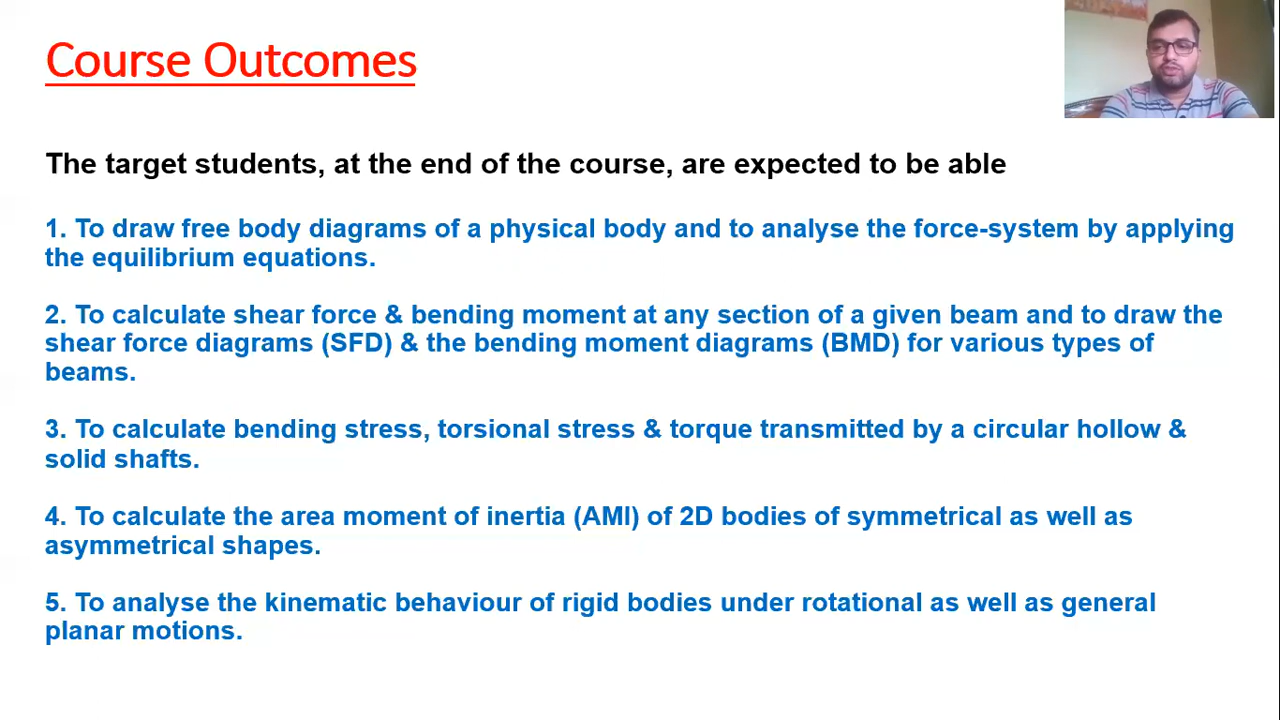 Course Outcomes
The target students, at the end of the course, are expected to be able
1. To draw free body diagrams of a physical body and to analyse the force-system by applying
the equilibrium equations.
2. To calculate shear force & bending moment at any section of a given beam and to draw the
shear force diagrams (SFD) & the bending moment diagrams (BMD) for various types of
beams.
3. To calculate bending stress, torsional stress & torque transmitted by a circular hollow &
solid shafts.
4. To calculate the area moment of inertia (AMI) of 2D bodies of symmetrical as well as
asymmetrical shapes.
5. To analyse the kinematic behaviour of rigid bodies under rotational as well as general
planar motions.